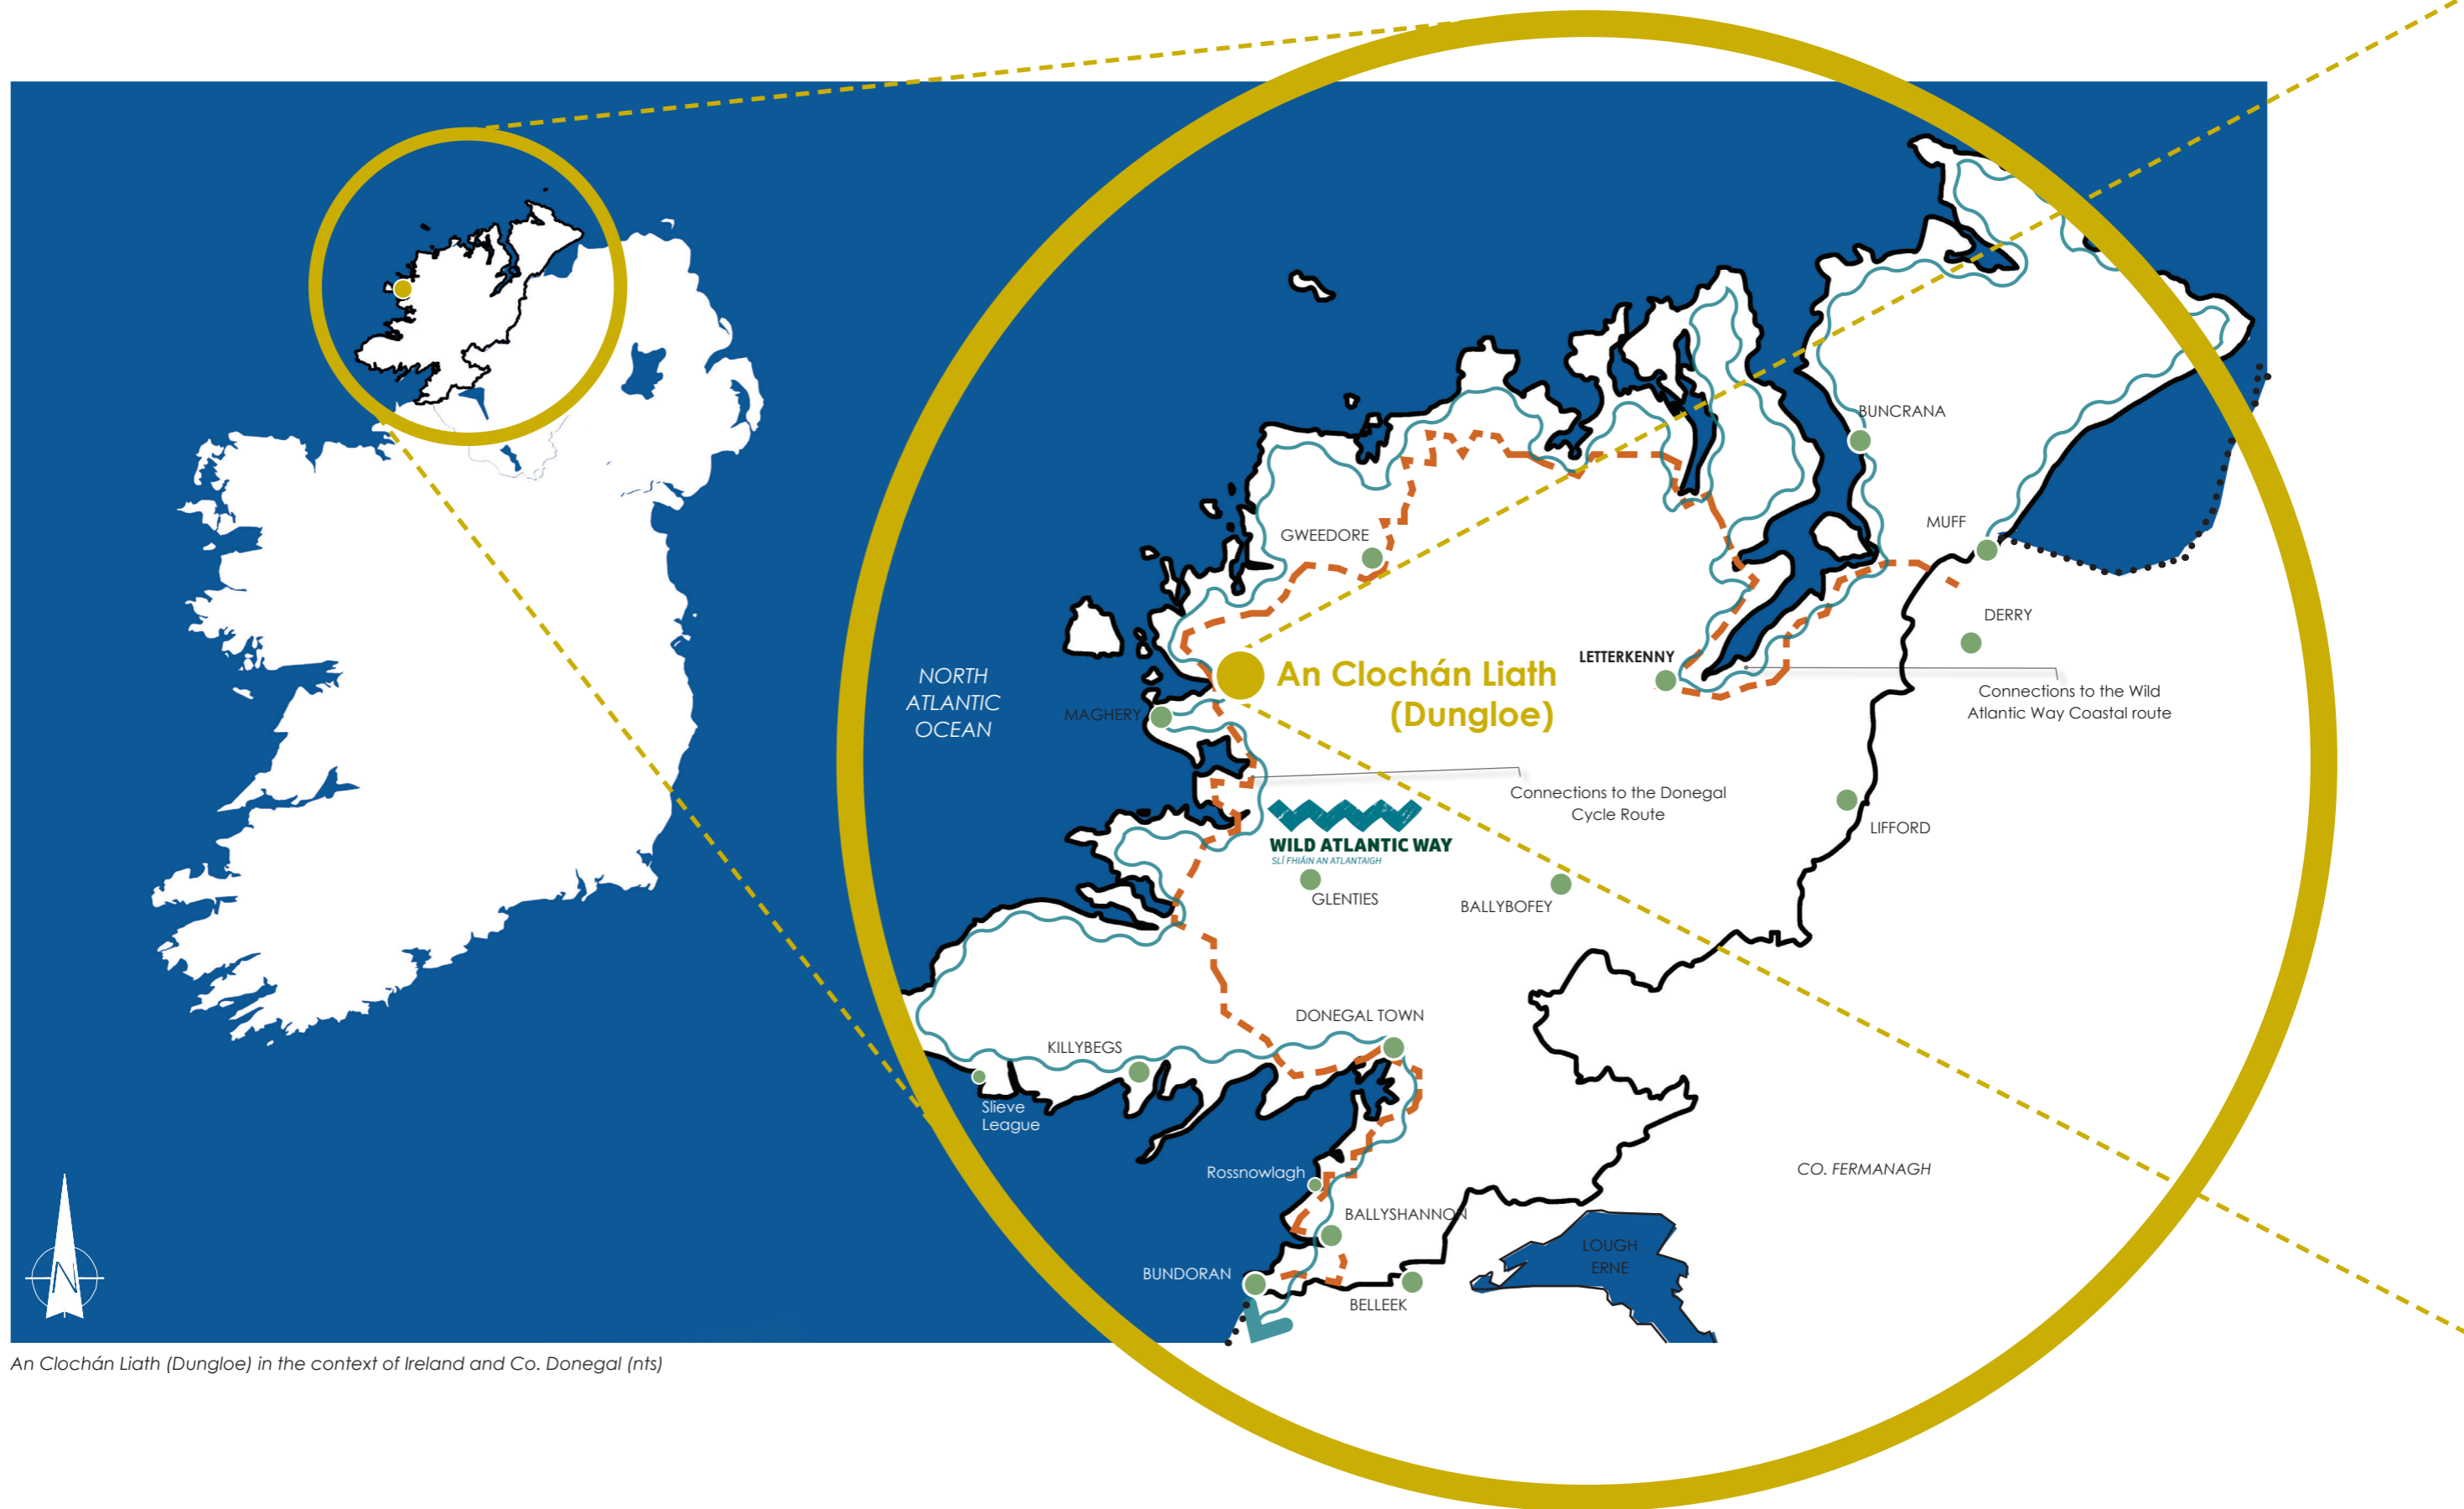 BUNCRANA
MUFF
GWEEDORE
DERRY
LETTERKENNY
An Clochán Liath
(Dungloe)
NORTH
ATLANTIC
OCEAN
Connections to the Wild
Atlantic Way Coastal route
MAGHERY
Connections to the Donegal
Cycle Route
LIFFORD
WILD ATLANTIC WAY
SLÍ FHIÁIN AN ATLANTAIGH
GLENTIES
BALLYBOFEY
DONEGAL TOWN
KILLYBEGS
Slieve
League
Rossnowlagh
CO. FERMANAGH
BALLYSHANNON
LOUGH
ERNE
BUNDORAN
BELLEEK
N
An Clochán Liath (Dungloe) in the context of Ireland and Co. Donegal (nts)